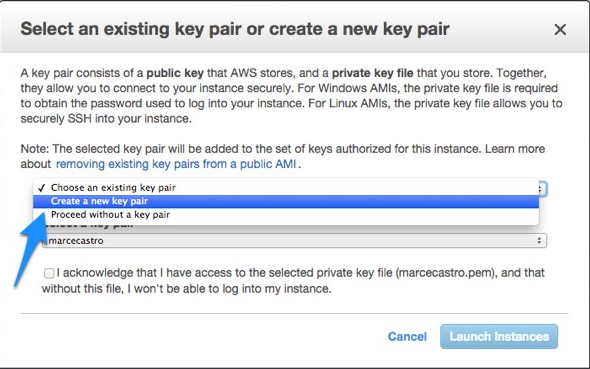 Select an existing key pair or create a new key pair
A key pair consists of a public key that AWS stores, and a private key file that you store. Together,
they allow you to connect to your instance securely. For Windows AMIs, the private key file is required
to obtain the password used to log into your instance. For Linux AMIs, the private key file allows you to
securely SSH into your instance.
Note: The selected key pair will be added to the set of keys authorized for this instance. Learn more
about removing existing key pairs from a public AMI .
✓ Choose an existing key pair
Create a new key pair
Proceed without a key pair
Select a key pair
marcecastro
I acknowledge that I have access to the selected private key file (marcecastro.pem), and that
without this file, I won't be able to log into my instance.
Cancel
Launch Instances